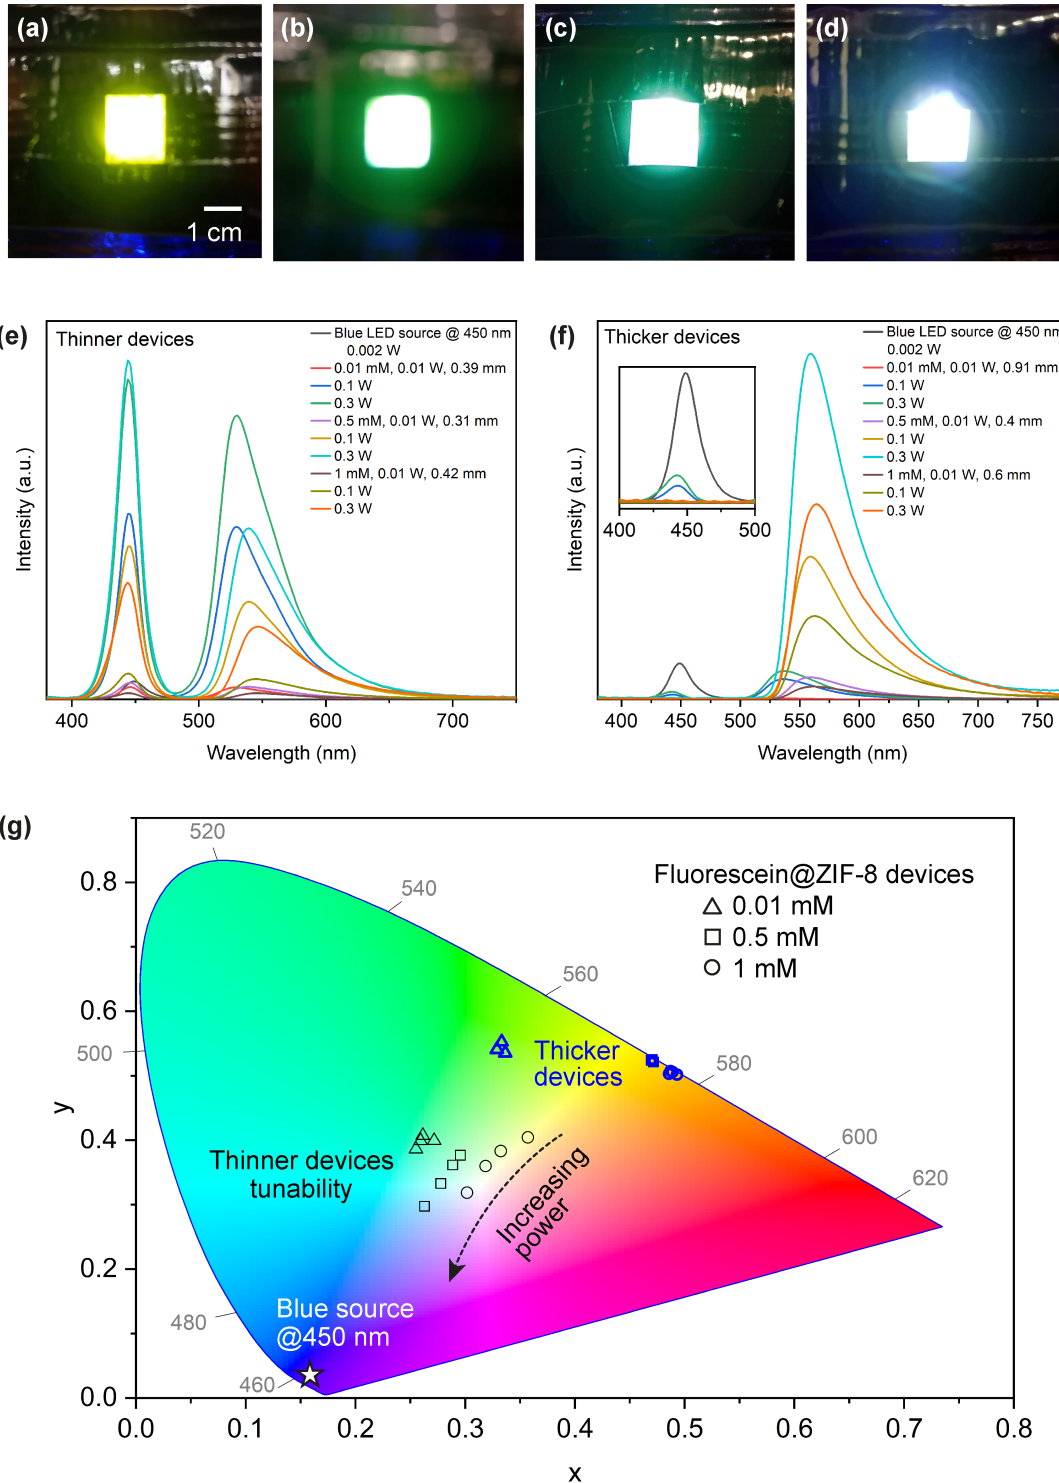 (a)
(b)
(c)
(d)
1 cm
(e)
Thinner devices
Blue LED source @ 450 nm
0.002 W
0.01 mM, 0.01 W, 0.39 mm
0.1 W
0.3 W
0.5 mM, 0.01 W, 0.31 mm
0.1 W
0.3 W
1 mM, 0.01 W, 0.42 mm
0.1 W
0.3 W
Intensity (a.u.)
400
500
600
700
Wavelength (nm)
(f)
Thicker devices
Blue LED source @ 450 nm
0.002 W
0.01 mM, 0.01 W, 0.91 mm
0.1 W
0.3 W
0.5 mM, 0.01 W, 0.4 mm
0.1 W
0.3 W
1 mM, 0.01 W, 0.6 mm
0.1 W
0.3 W
400
450
500
Intensity (a.u.)
400
450
500
550
600
650
700
750
Wavelength (nm)
(g)
520
540
560
500
580
600
620
480
460
Fluorescein@ZIF-8 devices
0.01 mM
0.5 mM
1 mM
Thicker
devices
Thinner devices
tunability
Increasing
power
Blue source
@450 nm
0.8
0.6
0.4
0.2
0.0
y
0.0
0.1
0.2
0.3
0.4
0.5
0.6
0.7
0.8
x